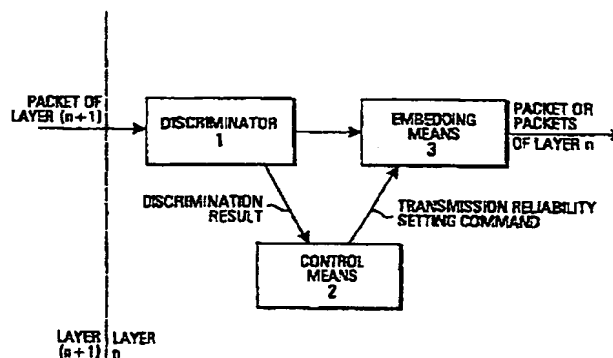 PACKET OF
LAYER (n+1)
DISCRIMINATOR
1
EMBEDDING
MEANS
3
PACKET OR
PACKETS
OF LAYER n
DISCRIMINATION
RESULT
TRANSMISSION RELIABILITY
SETTING COMMAND
CONTROL
MEANS
2
LAYER LAYER
(n+1) n